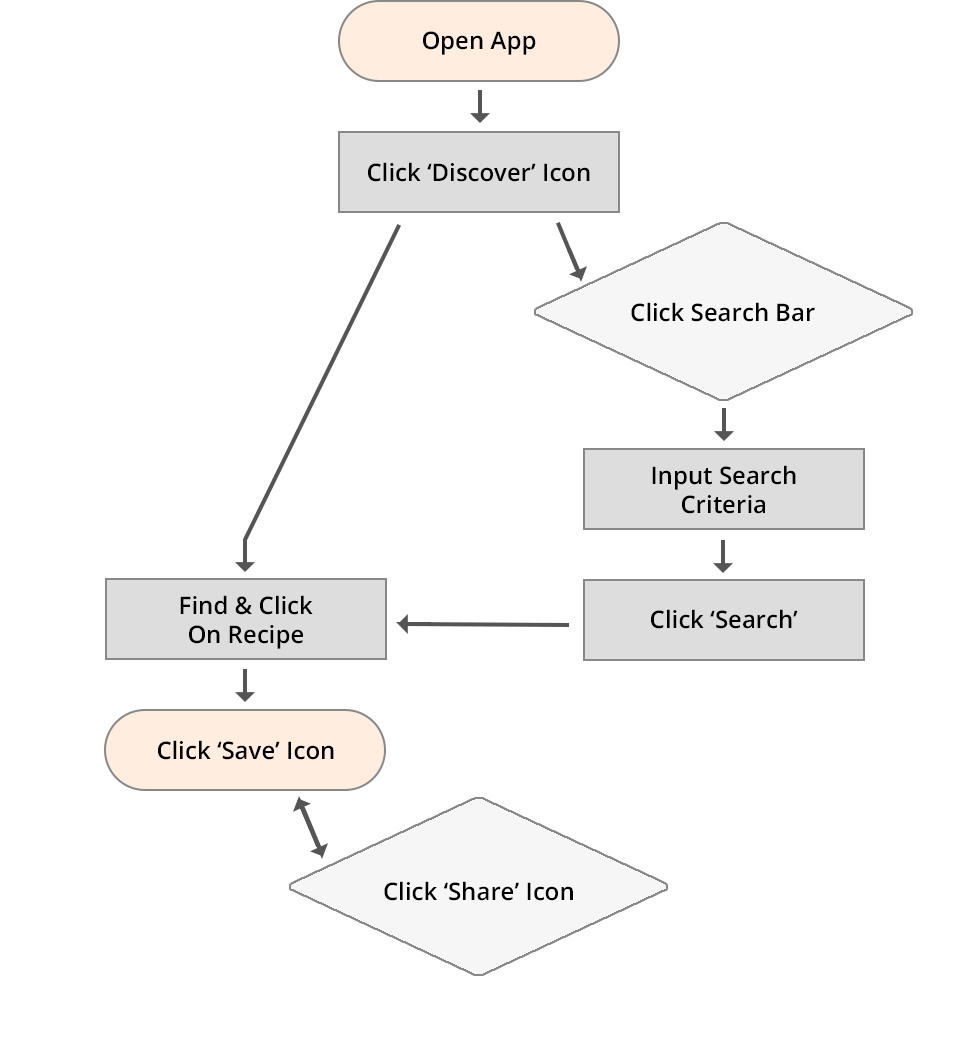 Open App
Click ‘Discover’ Icon
Click Search Bar
Input Search
Criteria
Click ‘Search’
Find & Click
On Recipe
Click ‘Save’ Icon
Click ‘Share’ Icon